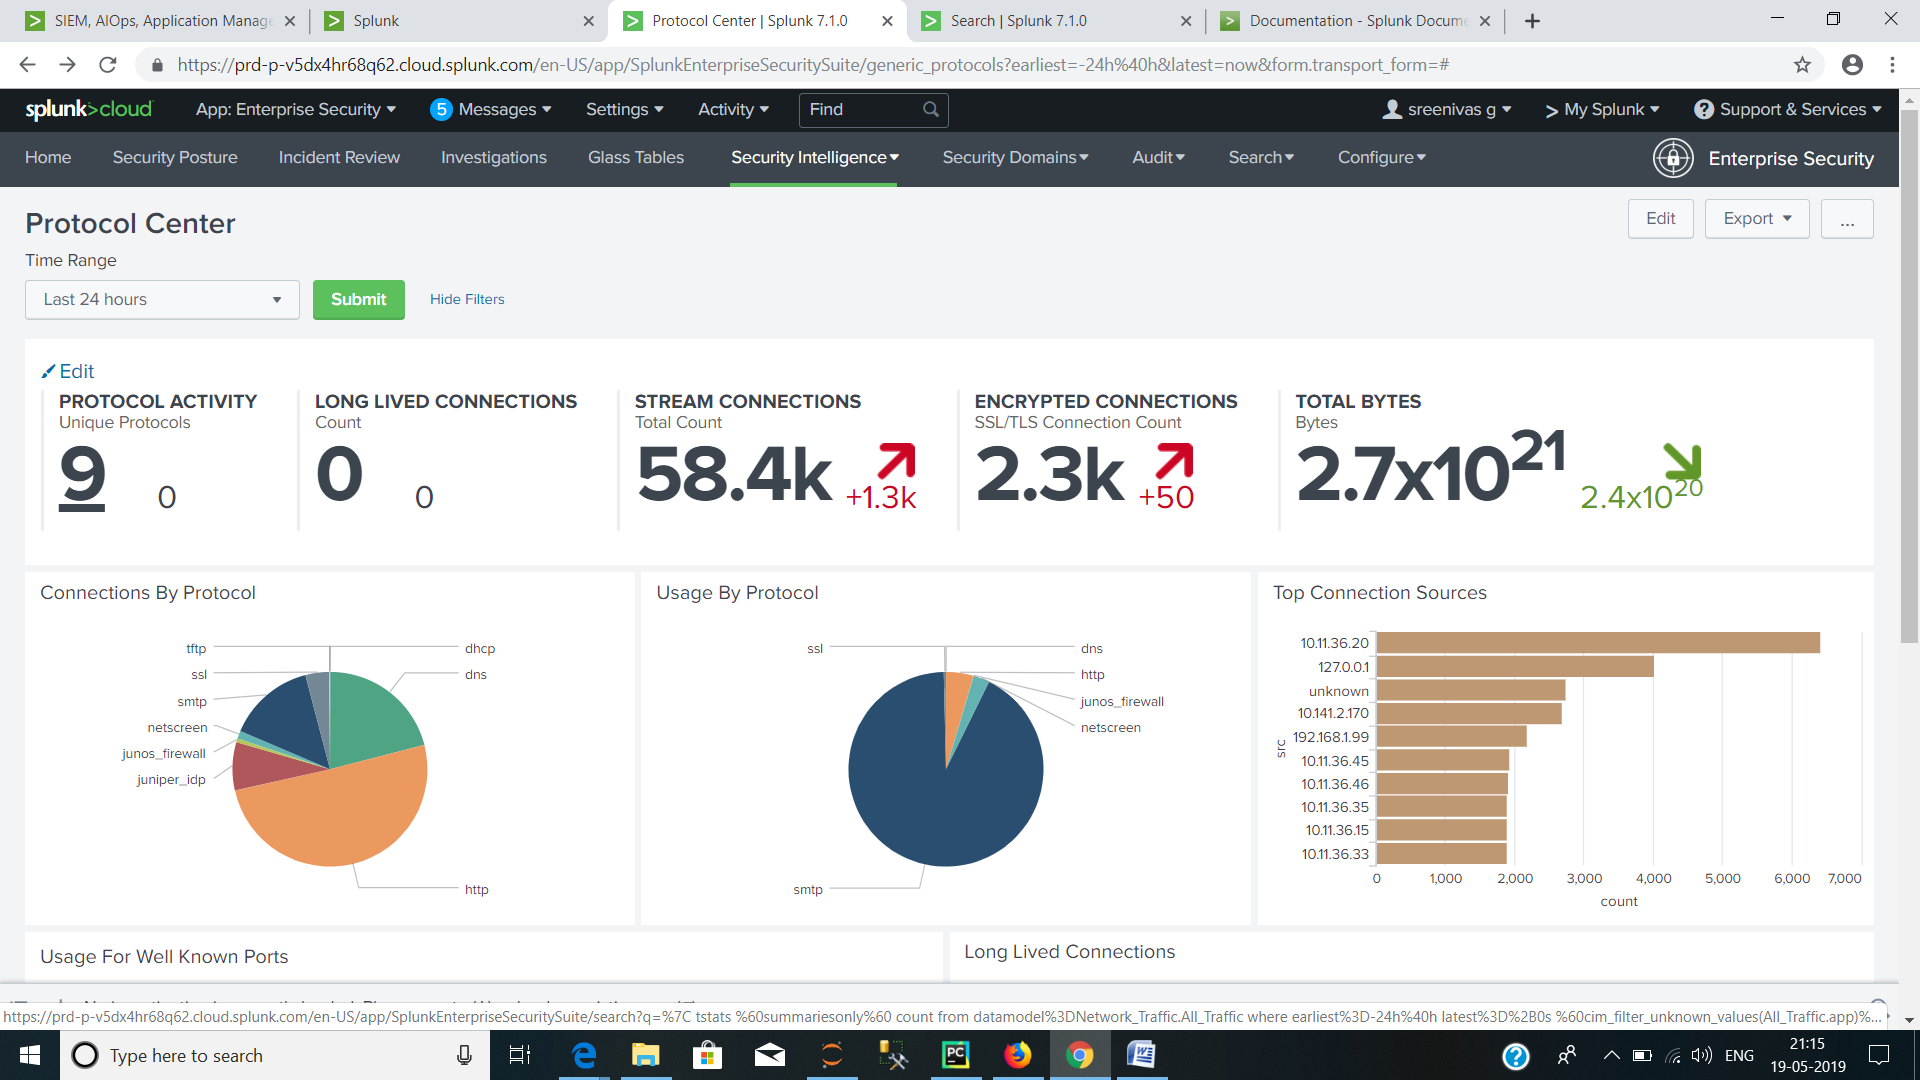 SIEM, AIOps, Application Manage
Splunk
Protocol Center | Splunk 7.1.0
Search | Splunk 7.1.0
Documentation - Splunk Docume
https://prd-p-v5dx4hr68q62.cloud.splunk.com/en-US/app/SplunkEnterpriseSecuritySuite/generic_protocols?earliest=-24h%40h&latest=now&form.transport_form=#
splunk>cloud
App: Enterprise Security
5 Messages
Settings
Activity
Find
sreenivas g
> My Splunk
? Support & Services
Home
Security Posture
Incident Review
Investigations
Glass Tables
Security Intelligence
Security Domains
Audit
Search
Configure
Enterprise Security
Protocol Center
Edit
Export
...
Time Range
Last 24 hours
Submit
Hide Filters
Edit
PROTOCOL ACTIVITY
Unique Protocols
9
0
LONG LIVED CONNECTIONS
Count
0
0
STREAM CONNECTIONS
Total Count
58.4k
+1.3k
ENCRYPTED CONNECTIONS
SSL/TLS Connection Count
2.3k
+50
TOTAL BYTES
Bytes
2.7x10²¹
2.4x10²⁰
Connections By Protocol
tftp
ssl
smtp
netscreen
junos_firewall
juniper_idp
dhcp
dns
http
Usage By Protocol
ssl
smtp
dns
http
junos_firewall
netscreen
Top Connection Sources
src
10.11.36.20
127.0.0.1
unknown
10.141.2.170
192.168.1.99
10.11.36.45
10.11.36.46
10.11.36.35
10.11.36.15
10.11.36.33
0 1,000 2,000 3,000 4,000 5,000 6,000 7,000
count
Usage For Well Known Ports
Long Lived Connections
https://prd-p-v5dx4hr68q62.cloud.splunk.com/en-US/app/SplunkEnterpriseSecuritySuite/search?q=%7C tstats %60summariesonly%60 count from datamodel%3DNetwork_Traffic.All_Traffic where earliest%3D-24h%40h latest%3D%2B0s %60cim_filter_unknown_values(All_Traffic.app)%...
Type here to search
PC
ENG
21:15
19-05-2019